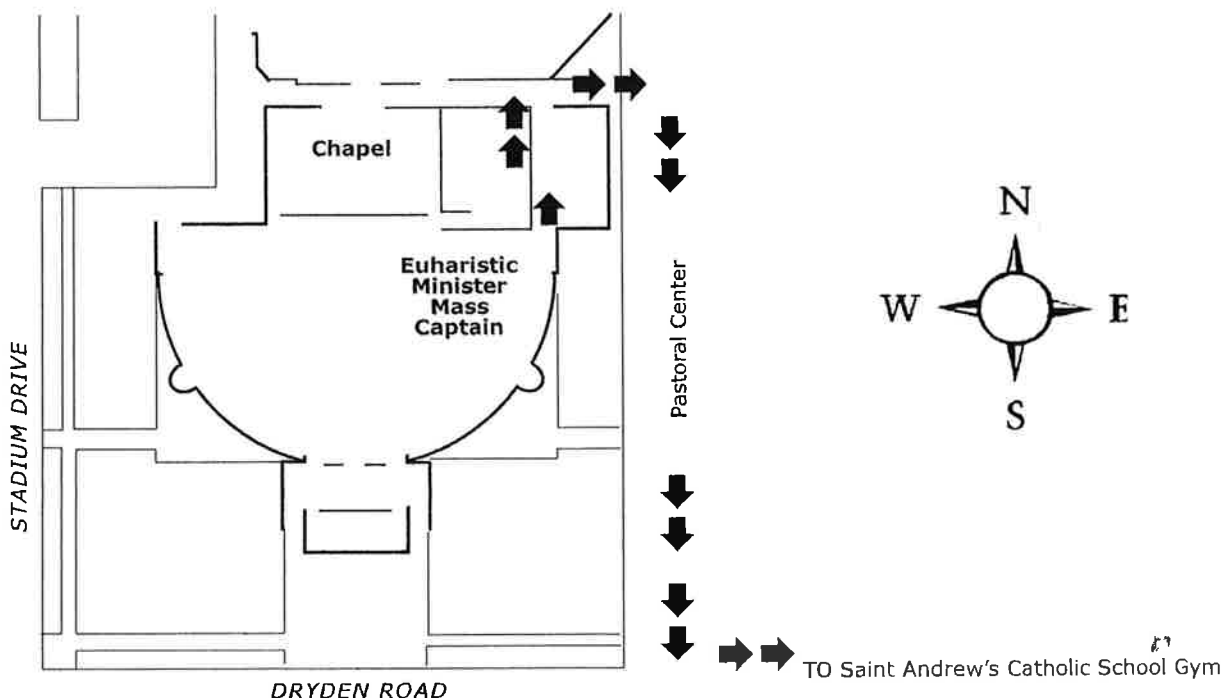 Chapel
N
Euharistic
Minister
Mass
Captain
W
E
S
Pastoral Center
STADIUM DRIVE
TO Saint Andrew's Catholic School Gym
DRYDEN ROAD